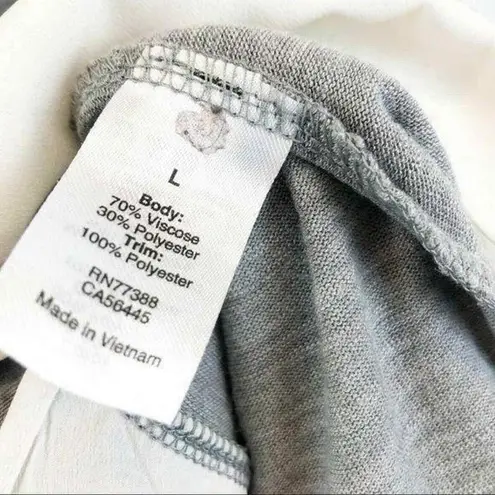 L
Body:
70% Viscose
30% Polyester
Trim:
100% Polyester
RN77388
CA56445
Made in Vietnam